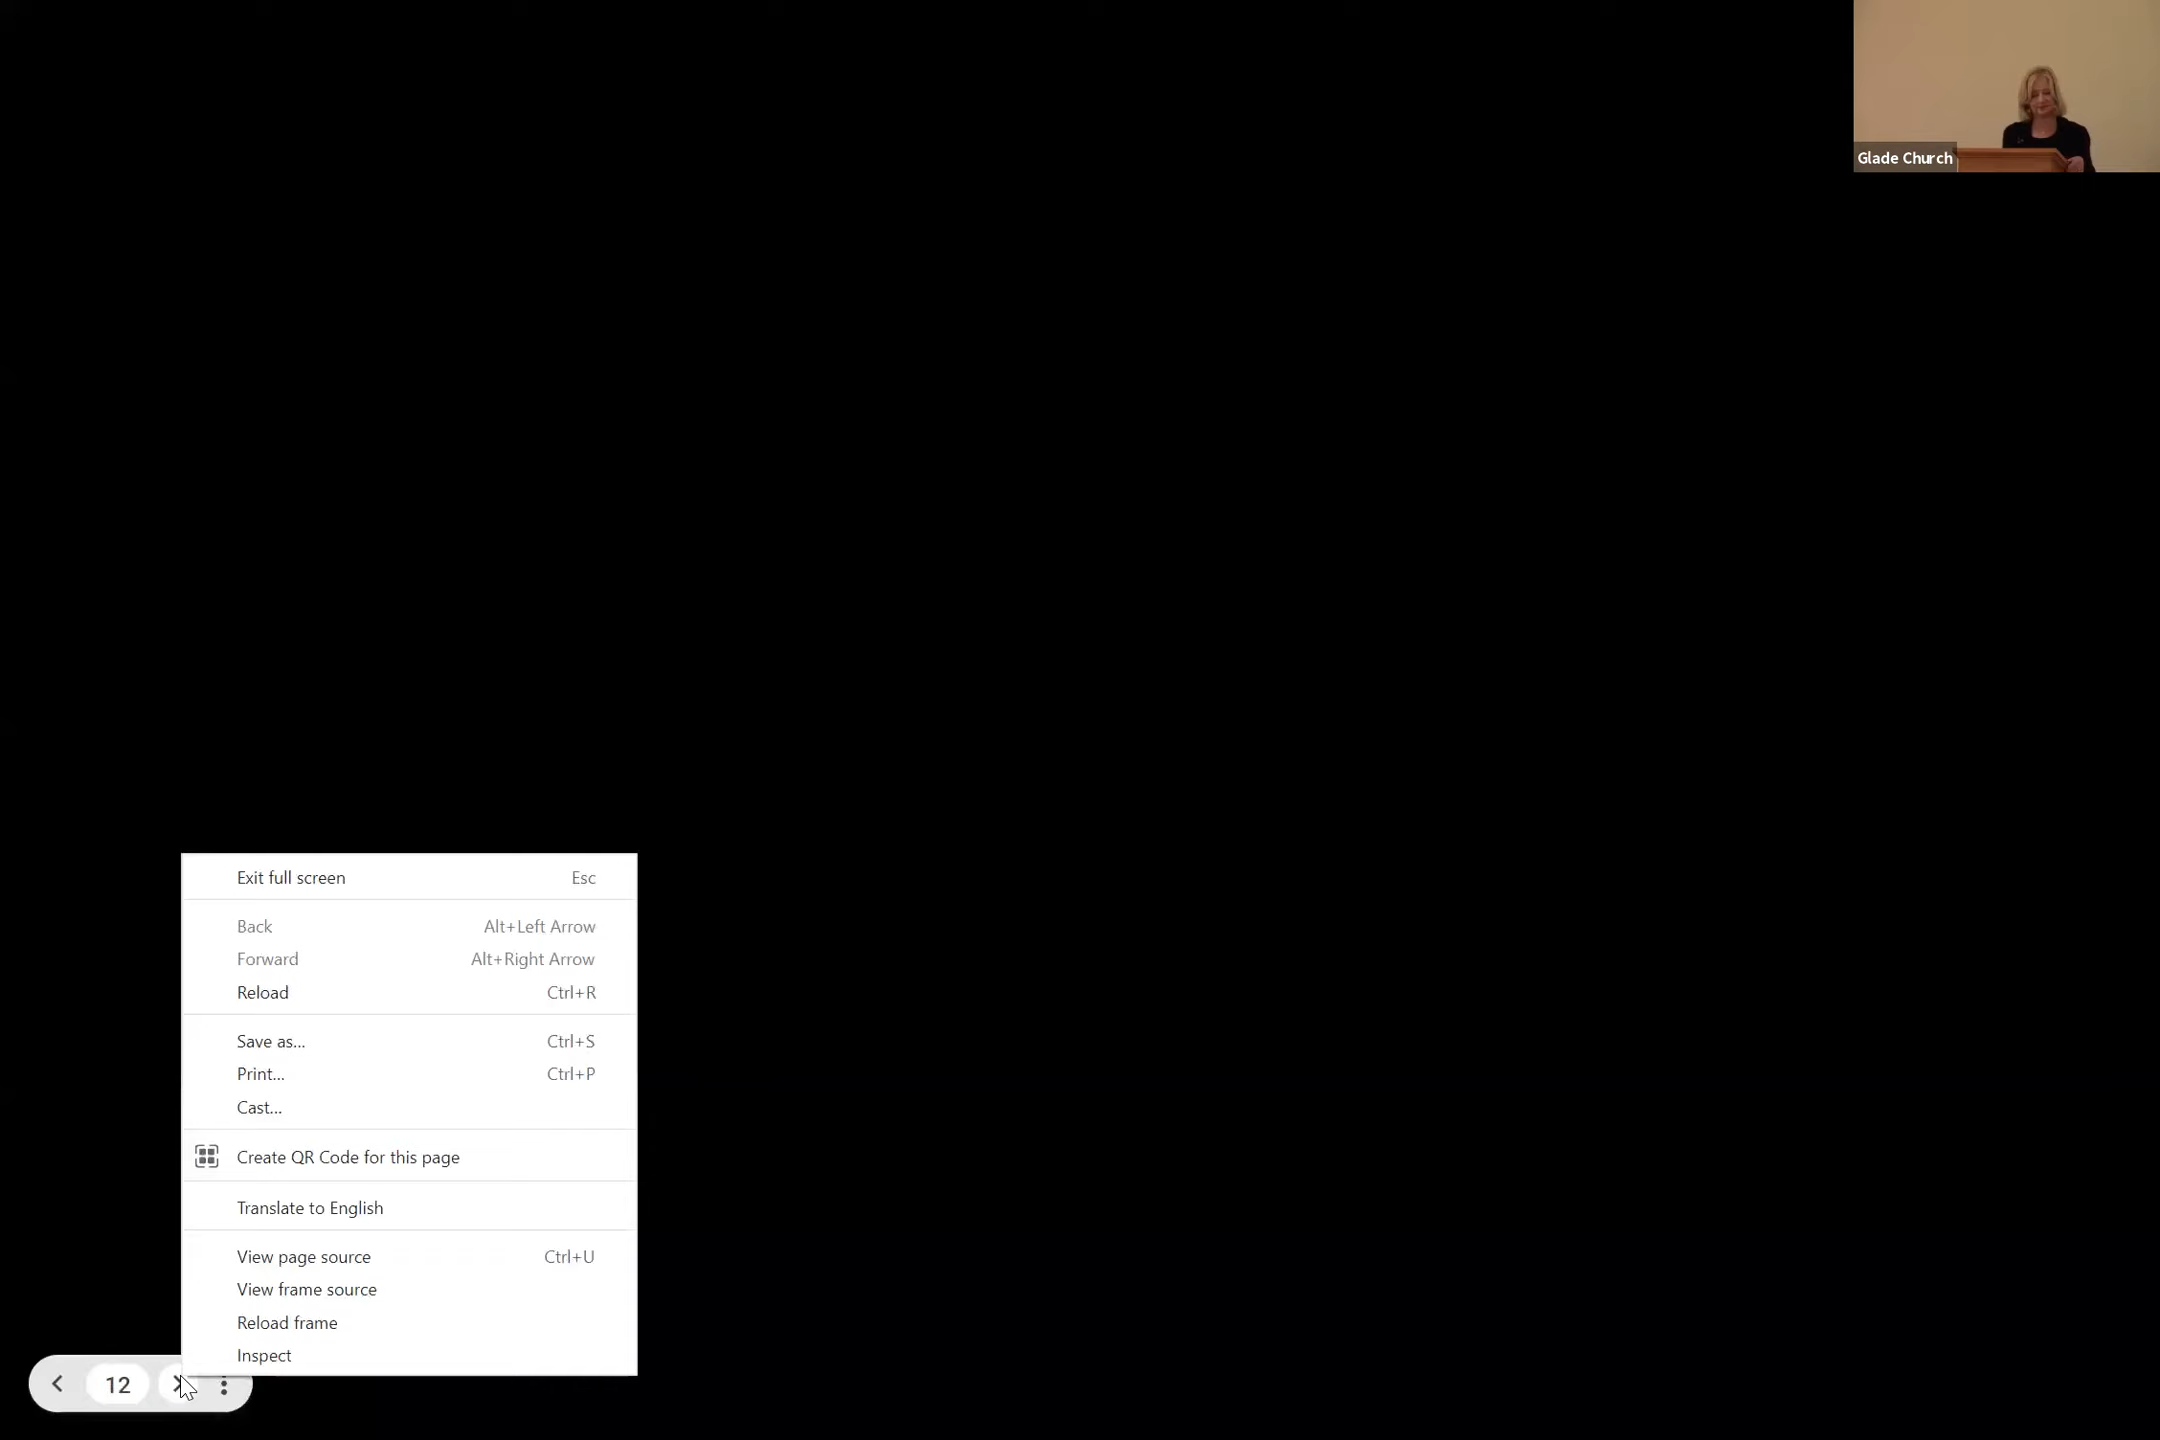 Glade Church
Exit full screen Esc
Back Alt+Left Arrow
Forward Alt+Right Arrow
Reload Ctrl+R
Save as... Ctrl+S
Print... Ctrl+P
Cast...
Create QR Code for this page
Translate to English
View page source Ctrl+U
View frame source
Reload frame
Inspect
12